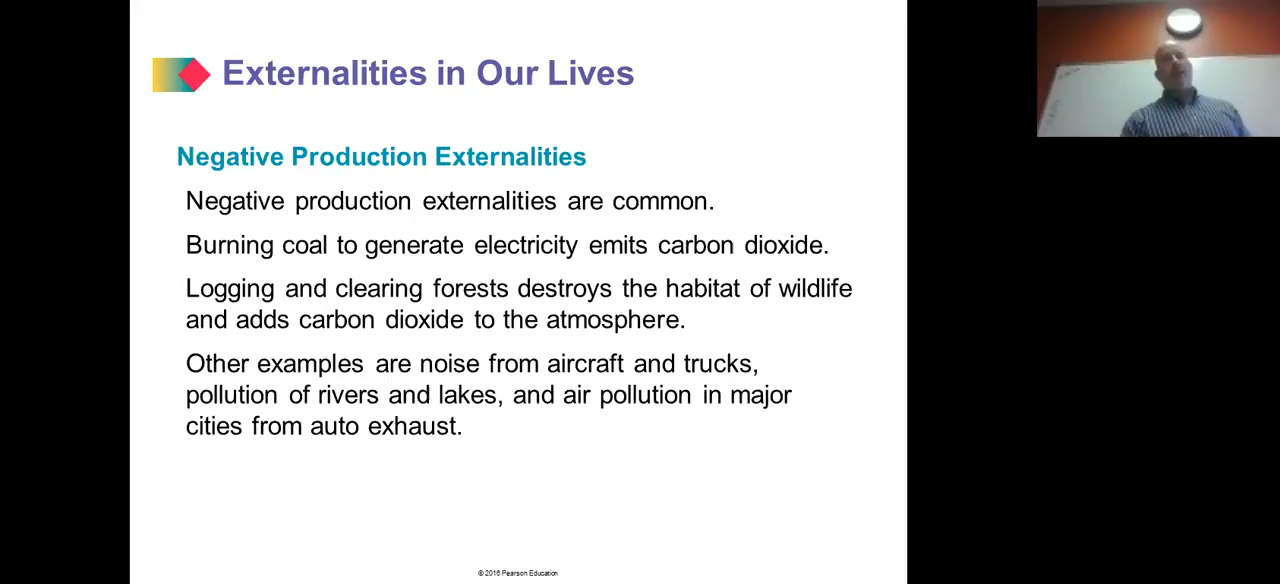 Externalities in Our Lives
Negative Production Externalities
Negative production externalities are common.
Burning coal to generate electricity emits carbon dioxide.
Logging and clearing forests destroys the habitat of wildlife
and adds carbon dioxide to the atmosphere.
Other examples are noise from aircraft and trucks,
pollution of rivers and lakes, and air pollution in major
cities from auto exhaust.
© 2016 Pearson Education